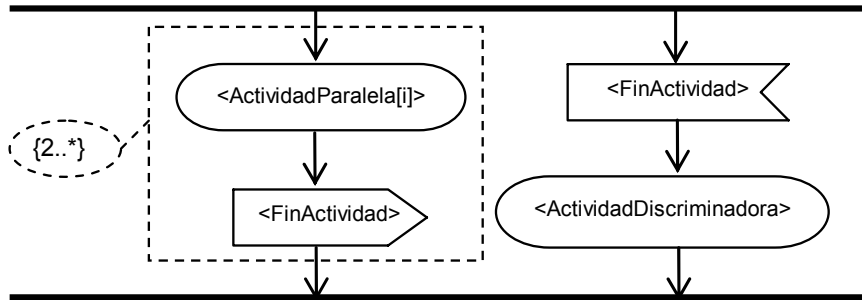 <ActividadParalela[i]>
<FinActividad>
{2..*}
<ActividadDiscriminadora>
<FinActividad>